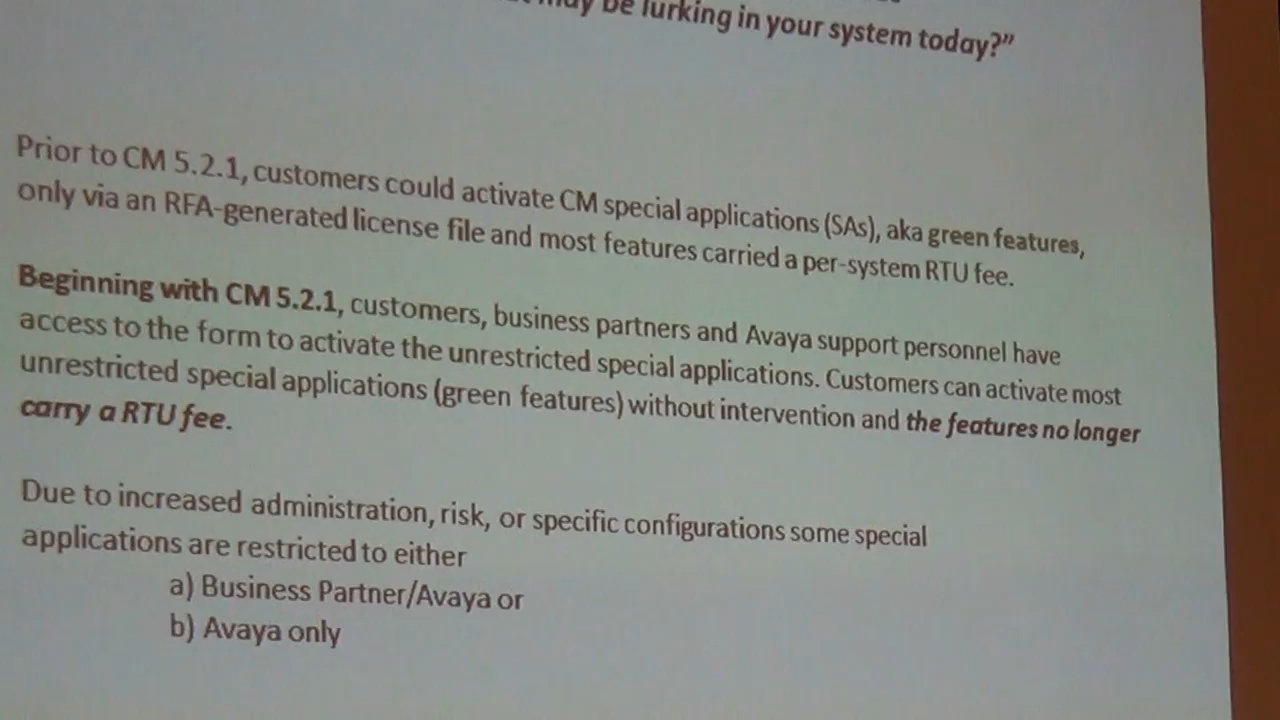 may be lurking in your system today?”
Prior to CM 5.2.1, customers could activate CM special applications (SAs), aka green features,
only via an RFA-generated license file and most features carried a per-system RTU fee.
Beginning with CM 5.2.1, customers, business partners and Avaya support personnel have
access to the form to activate the unrestricted special applications. Customers can activate most
unrestricted special applications (green features) without intervention and the features no longer
carry a RTU fee.
Due to increased administration, risk, or specific configurations some special
applications are restricted to either
a) Business Partner/Avaya or
b) Avaya only